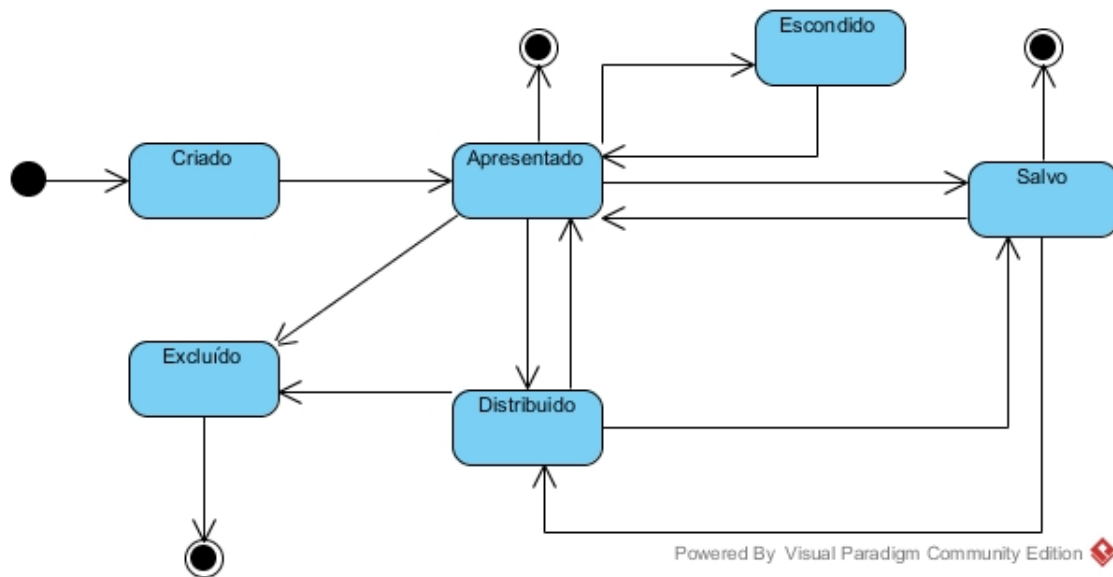 Escondido
Criado
Apresentado
Salvo
Excluído
Distribuido
Powered By Visual Paradigm Community Edition